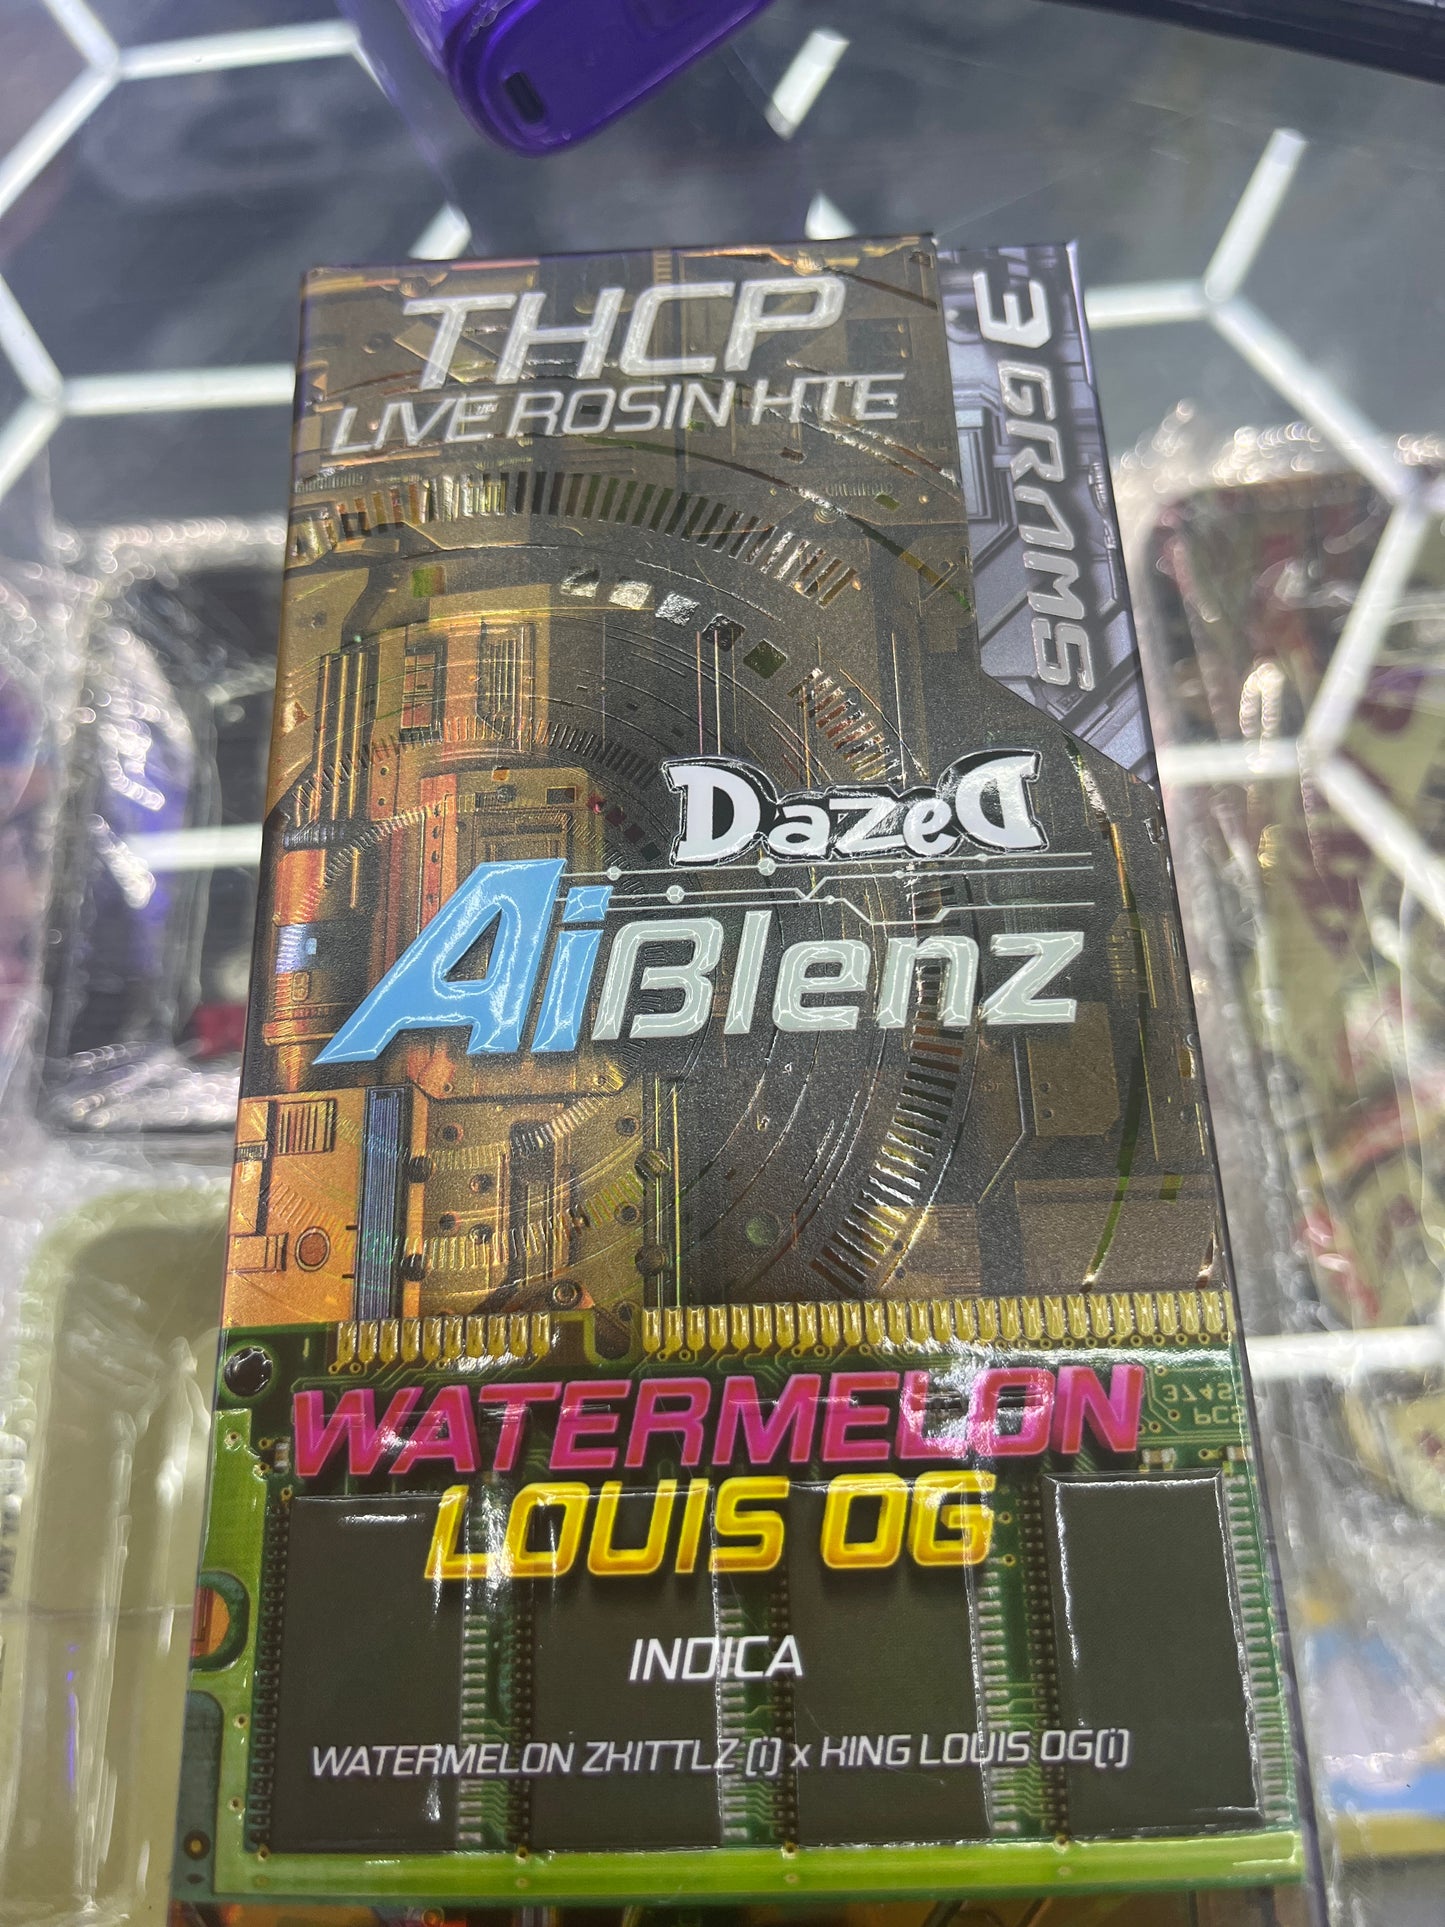 THCP
LIVE ROSIN HTE
3 GRAMS
DazeD
AiBlenz
WATERMELON
LOUIS OG
INDICA
WATERMELON ZKITTLZ (i) x KING LOUIS OG(i)